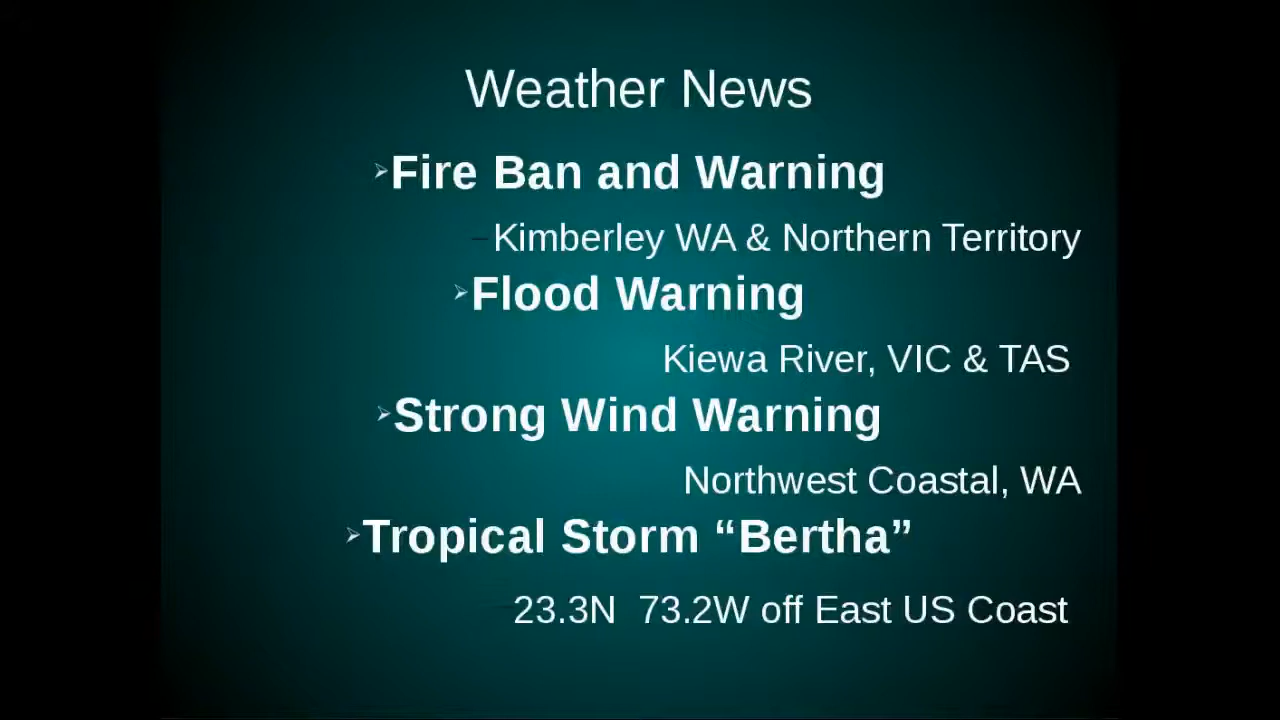 Weather News
➢Fire Ban and Warning
–Kimberley WA & Northern Territory
➢Flood Warning
Kiewa River, VIC & TAS
➢Strong Wind Warning
Northwest Coastal, WA
➢Tropical Storm “Bertha”
23.3N  73.2W off East US Coast